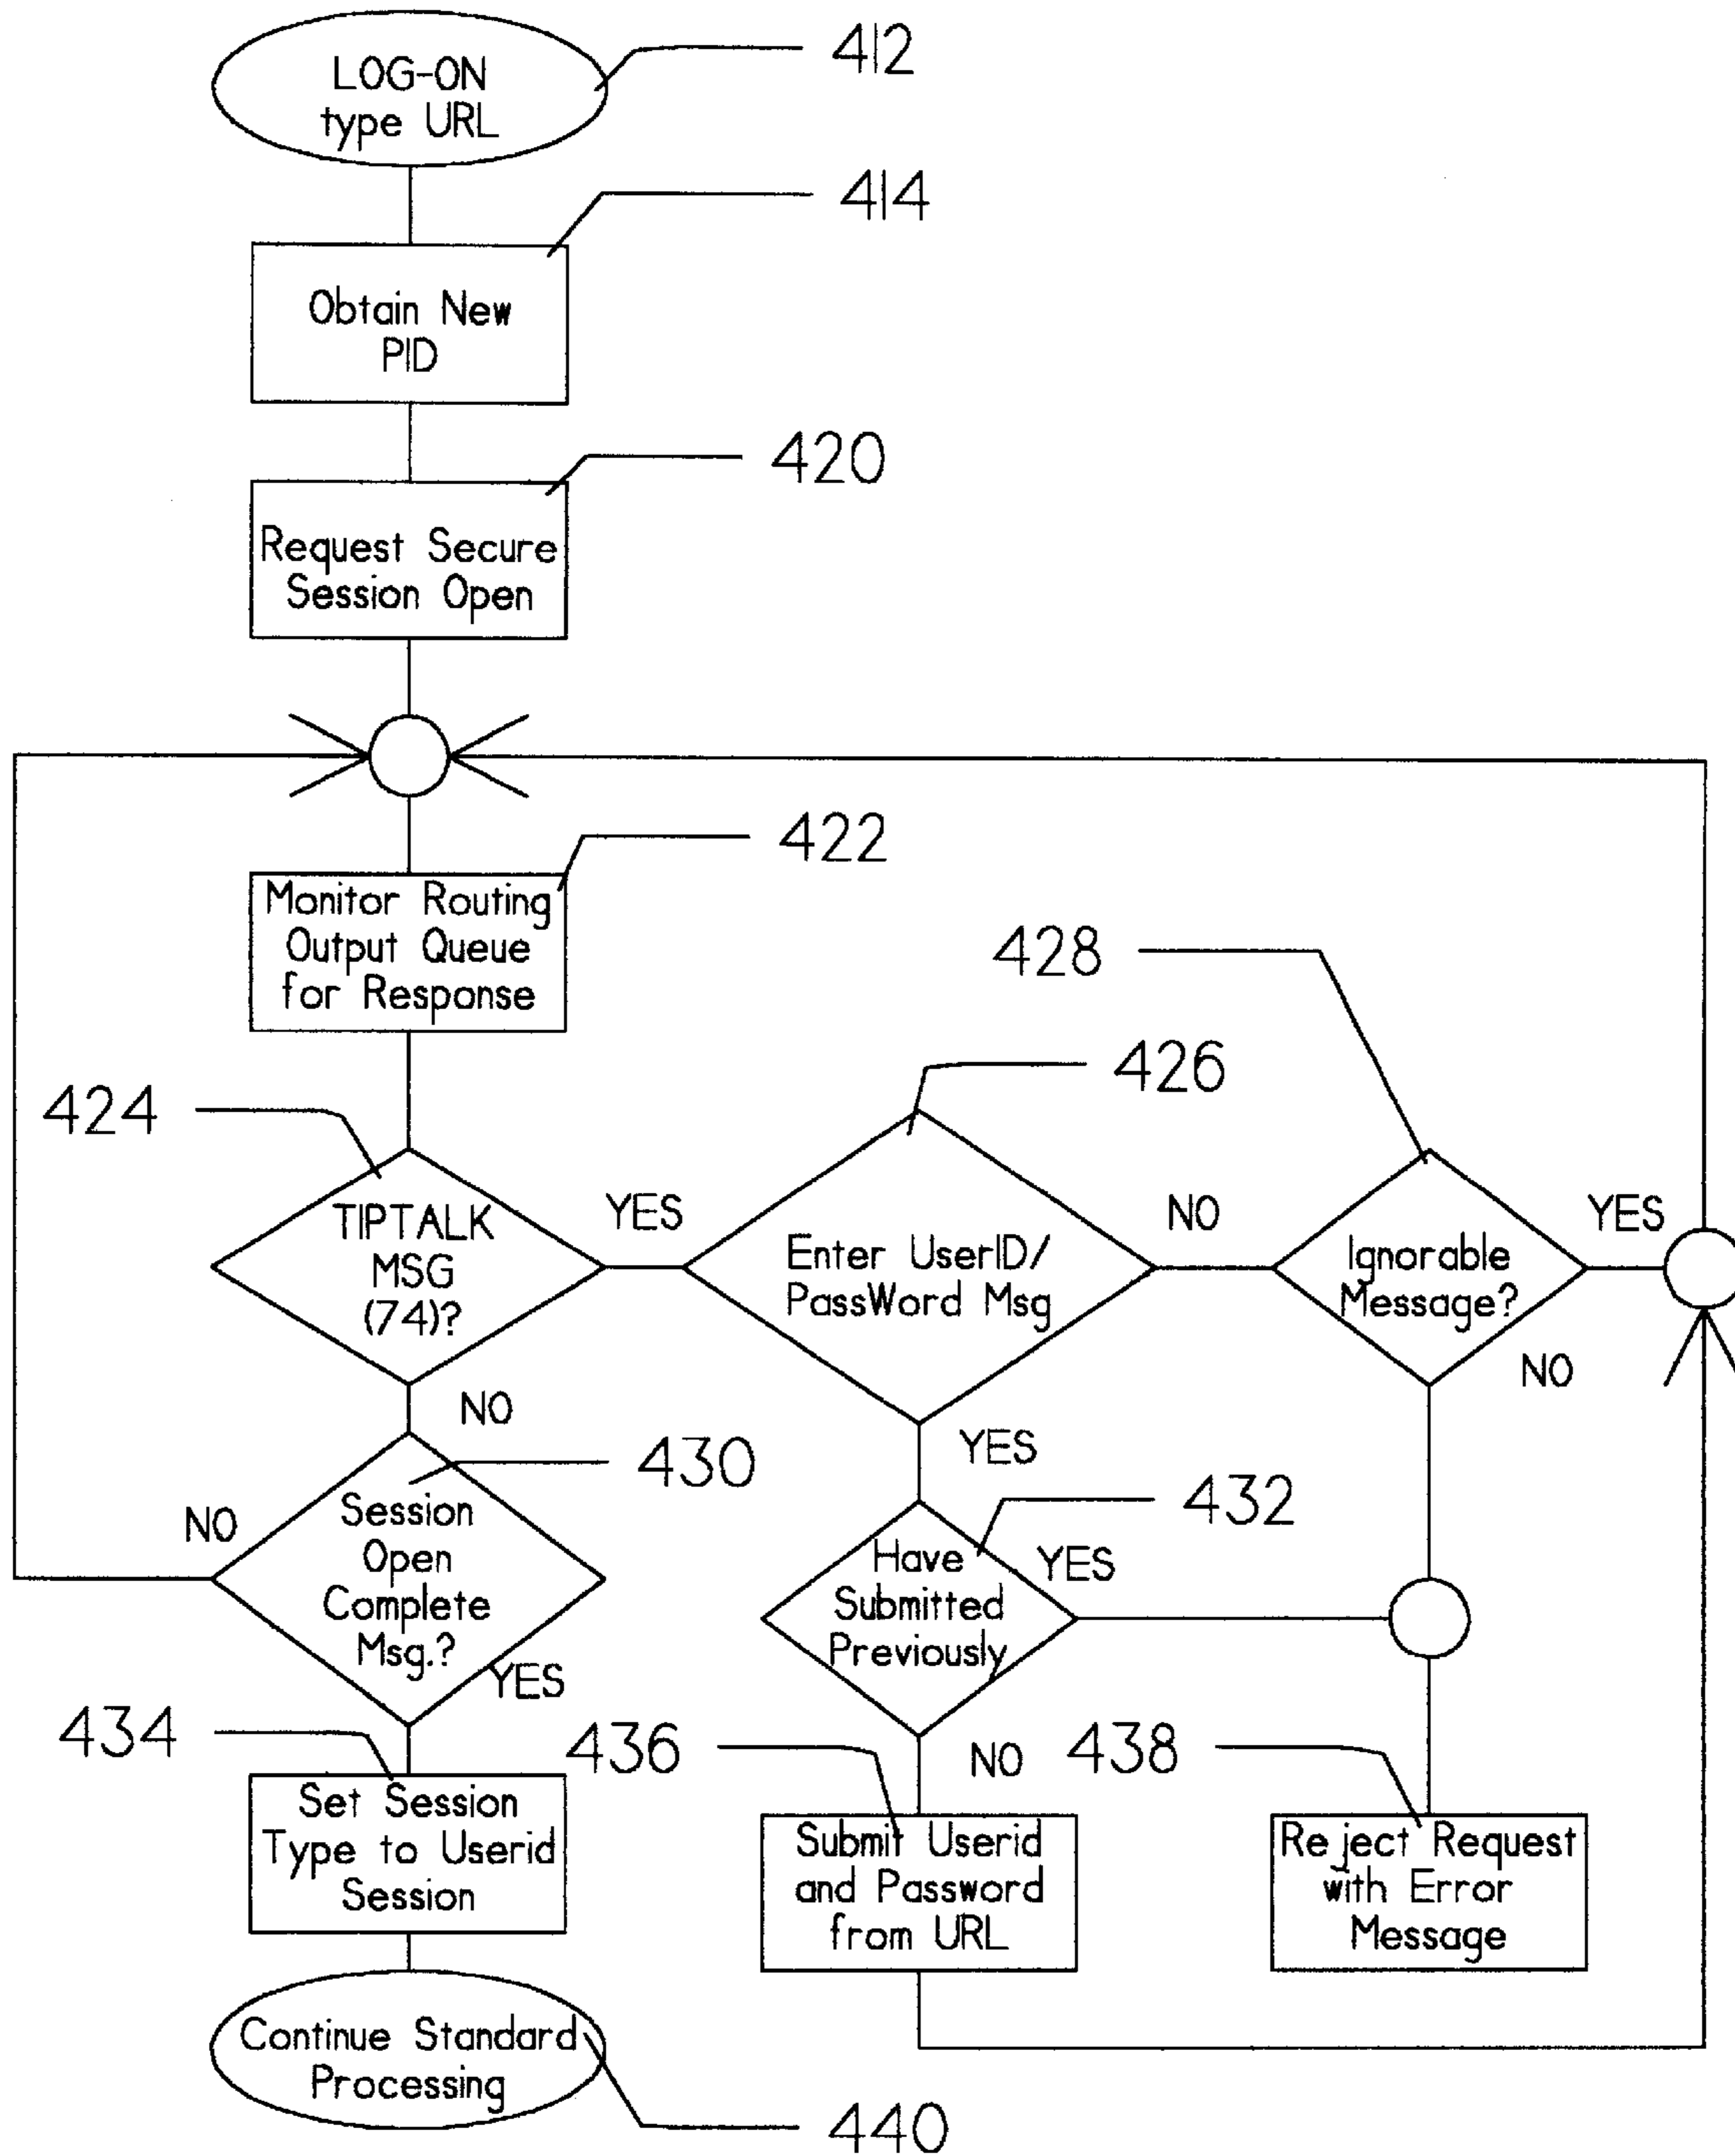 LOG-ON
type URL
412
414
Obtain New
PID
420
Request Secure
Session Open
422
Monitor Routing
Output Queue
for Response
428
426
424
TIPTALK
MSG
(74)?
YES
Enter UserID/
PassWord Msg
NO
Ignorable
Message?
YES
NO
NO
YES
430
Session
Open
Complete
Msg.?
NO
YES
432
Have
Submitted
Previously
YES
434
436
NO
438
Set Session
Type to Userid
Session
Submit Userid
and Password
from URL
Reject Request
with Error
Message
Continue Standard
Processing
440